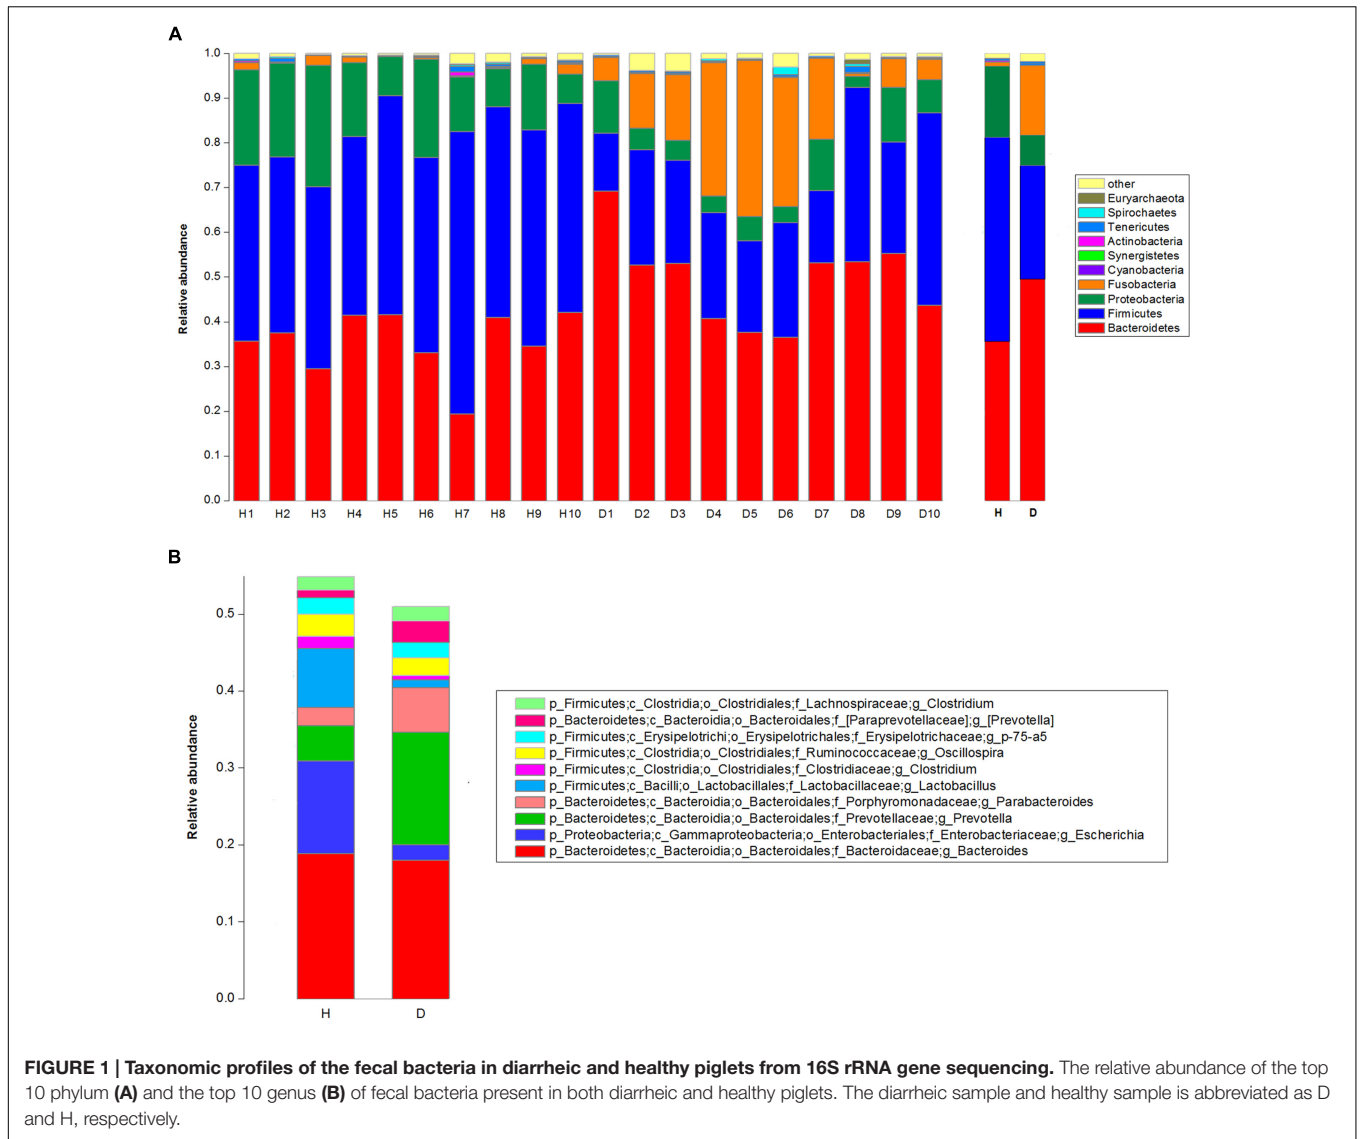 A
1.0
0.9
0.8
0.7
0.6
0.5
0.4
0.3
0.2
0.1
0.0
Relative abundance
H1 H2 H3 H4 H5 H6 H7 H8 H9 H10 D1 D2 D3 D4 D5 D6 D7 D8 D9 D10 H D
other
Euryarchaeota
Spirochaetes
Tenericutes
Actinobacteria
Synergistetes
Cyanobacteria
Fusobacteria
Proteobacteria
Firmicutes
Bacteroidetes
B
0.5
0.4
0.3
0.2
0.1
0.0
Relative abundance
H D
p_Firmicutes;c_Clostridia;o_Clostridiales;f_Lachnospiraceae;g_Clostridium
p_Bacteroidetes;c_Bacteroidia;o_Bacteroidales;f_[Paraprevotellaceae];g_[Prevotella]
p_Firmicutes;c_Erysipelotrichi;o_Erysipelotrichales;f_Erysipelotrichaceae;g_p-75-a5
p_Firmicutes;c_Clostridia;o_Clostridiales;f_Ruminococcaceae;g_Oscillospira
p_Firmicutes;c_Clostridia;o_Clostridiales;f_Clostridiaceae;g_Clostridium
p_Firmicutes;c_Bacilli;o_Lactobacillales;f_Lactobacillaceae;g_Lactobacillus
p_Bacteroidetes;c_Bacteroidia;o_Bacteroidales;f_Porphyromonadaceae;g_Parabacteroides
p_Bacteroidetes;c_Bacteroidia;o_Bacteroidales;f_Prevotellaceae;g_Prevotella
p_Proteobacteria;c_Gammaproteobacteria;o_Enterobacteriales;f_Enterobacteriaceae;g_Escherichia
p_Bacteroidetes;c_Bacteroidia;o_Bacteroidales;f_Bacteroidaceae;g_Bacteroides
FIGURE 1 | Taxonomic profiles of the fecal bacteria in diarrheic and healthy piglets from 16S rRNA gene sequencing. The relative abundance of the top
10 phylum (A) and the top 10 genus (B) of fecal bacteria present in both diarrheic and healthy piglets. The diarrheic sample and healthy sample is abbreviated as D
and H, respectively.